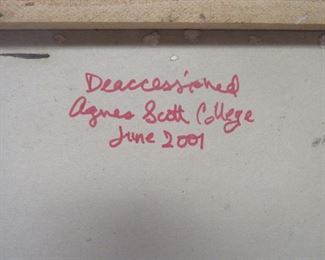 Deaccessioned
Agnes Scott College
June 2001